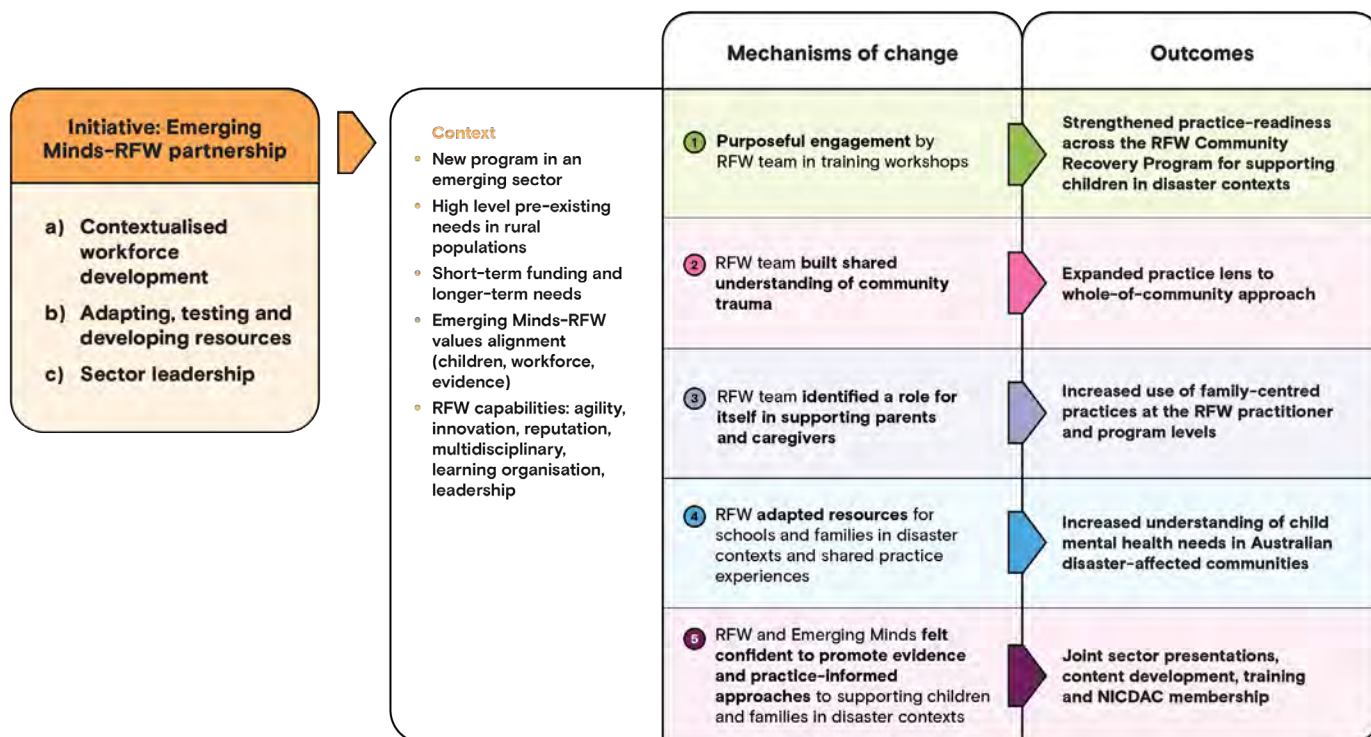 Initiative: Emerging
Minds-RFW partnership
a) Contextualised
workforce
development
b) Adapting, testing and
developing resources
c) Sector leadership
Context
• New program in an
emerging sector
• High level pre-existing
needs in rural
populations
• Short-term funding and
longer-term needs
• Emerging Minds-RFW
values alignment
(children, workforce,
evidence)
• RFW capabilities: agility,
innovation, reputation,
multidisciplinary,
learning organisation,
leadership
Mechanisms of change
Outcomes
1 Purposeful engagement by
RFW team in training workshops
Strengthened practice-readiness
across the RFW Community
Recovery Program for supporting
children in disaster contexts
2 RFW team built shared
understanding of community
trauma
Expanded practice lens to
whole-of-community approach
3 RFW team identified a role for
itself in supporting parents
and caregivers
Increased use of family-centred
practices at the RFW practitioner
and program levels
4 RFW adapted resources for
schools and families in disaster
contexts and shared practice
experiences
Increased understanding of child
mental health needs in Australian
disaster-affected communities
5 RFW and Emerging Minds felt
confident to promote evidence
and practice-informed
approaches to supporting children
and families in disaster contexts
Joint sector presentations,
content development, training
and NICDAC membership